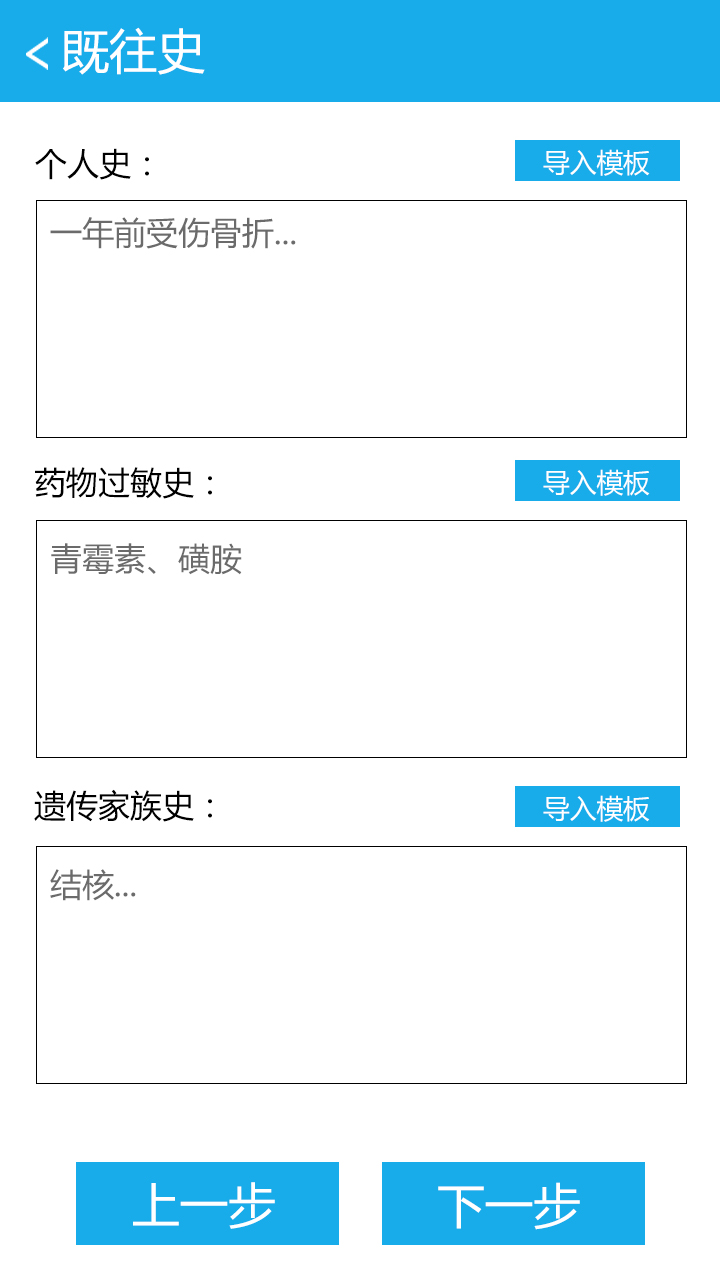 < 既往史
个人史：
导入模板
一年前受伤骨折...
药物过敏史：
导入模板
青霉素、磺胺
遗传家族史：
导入模板
结核...
上一步
下一步